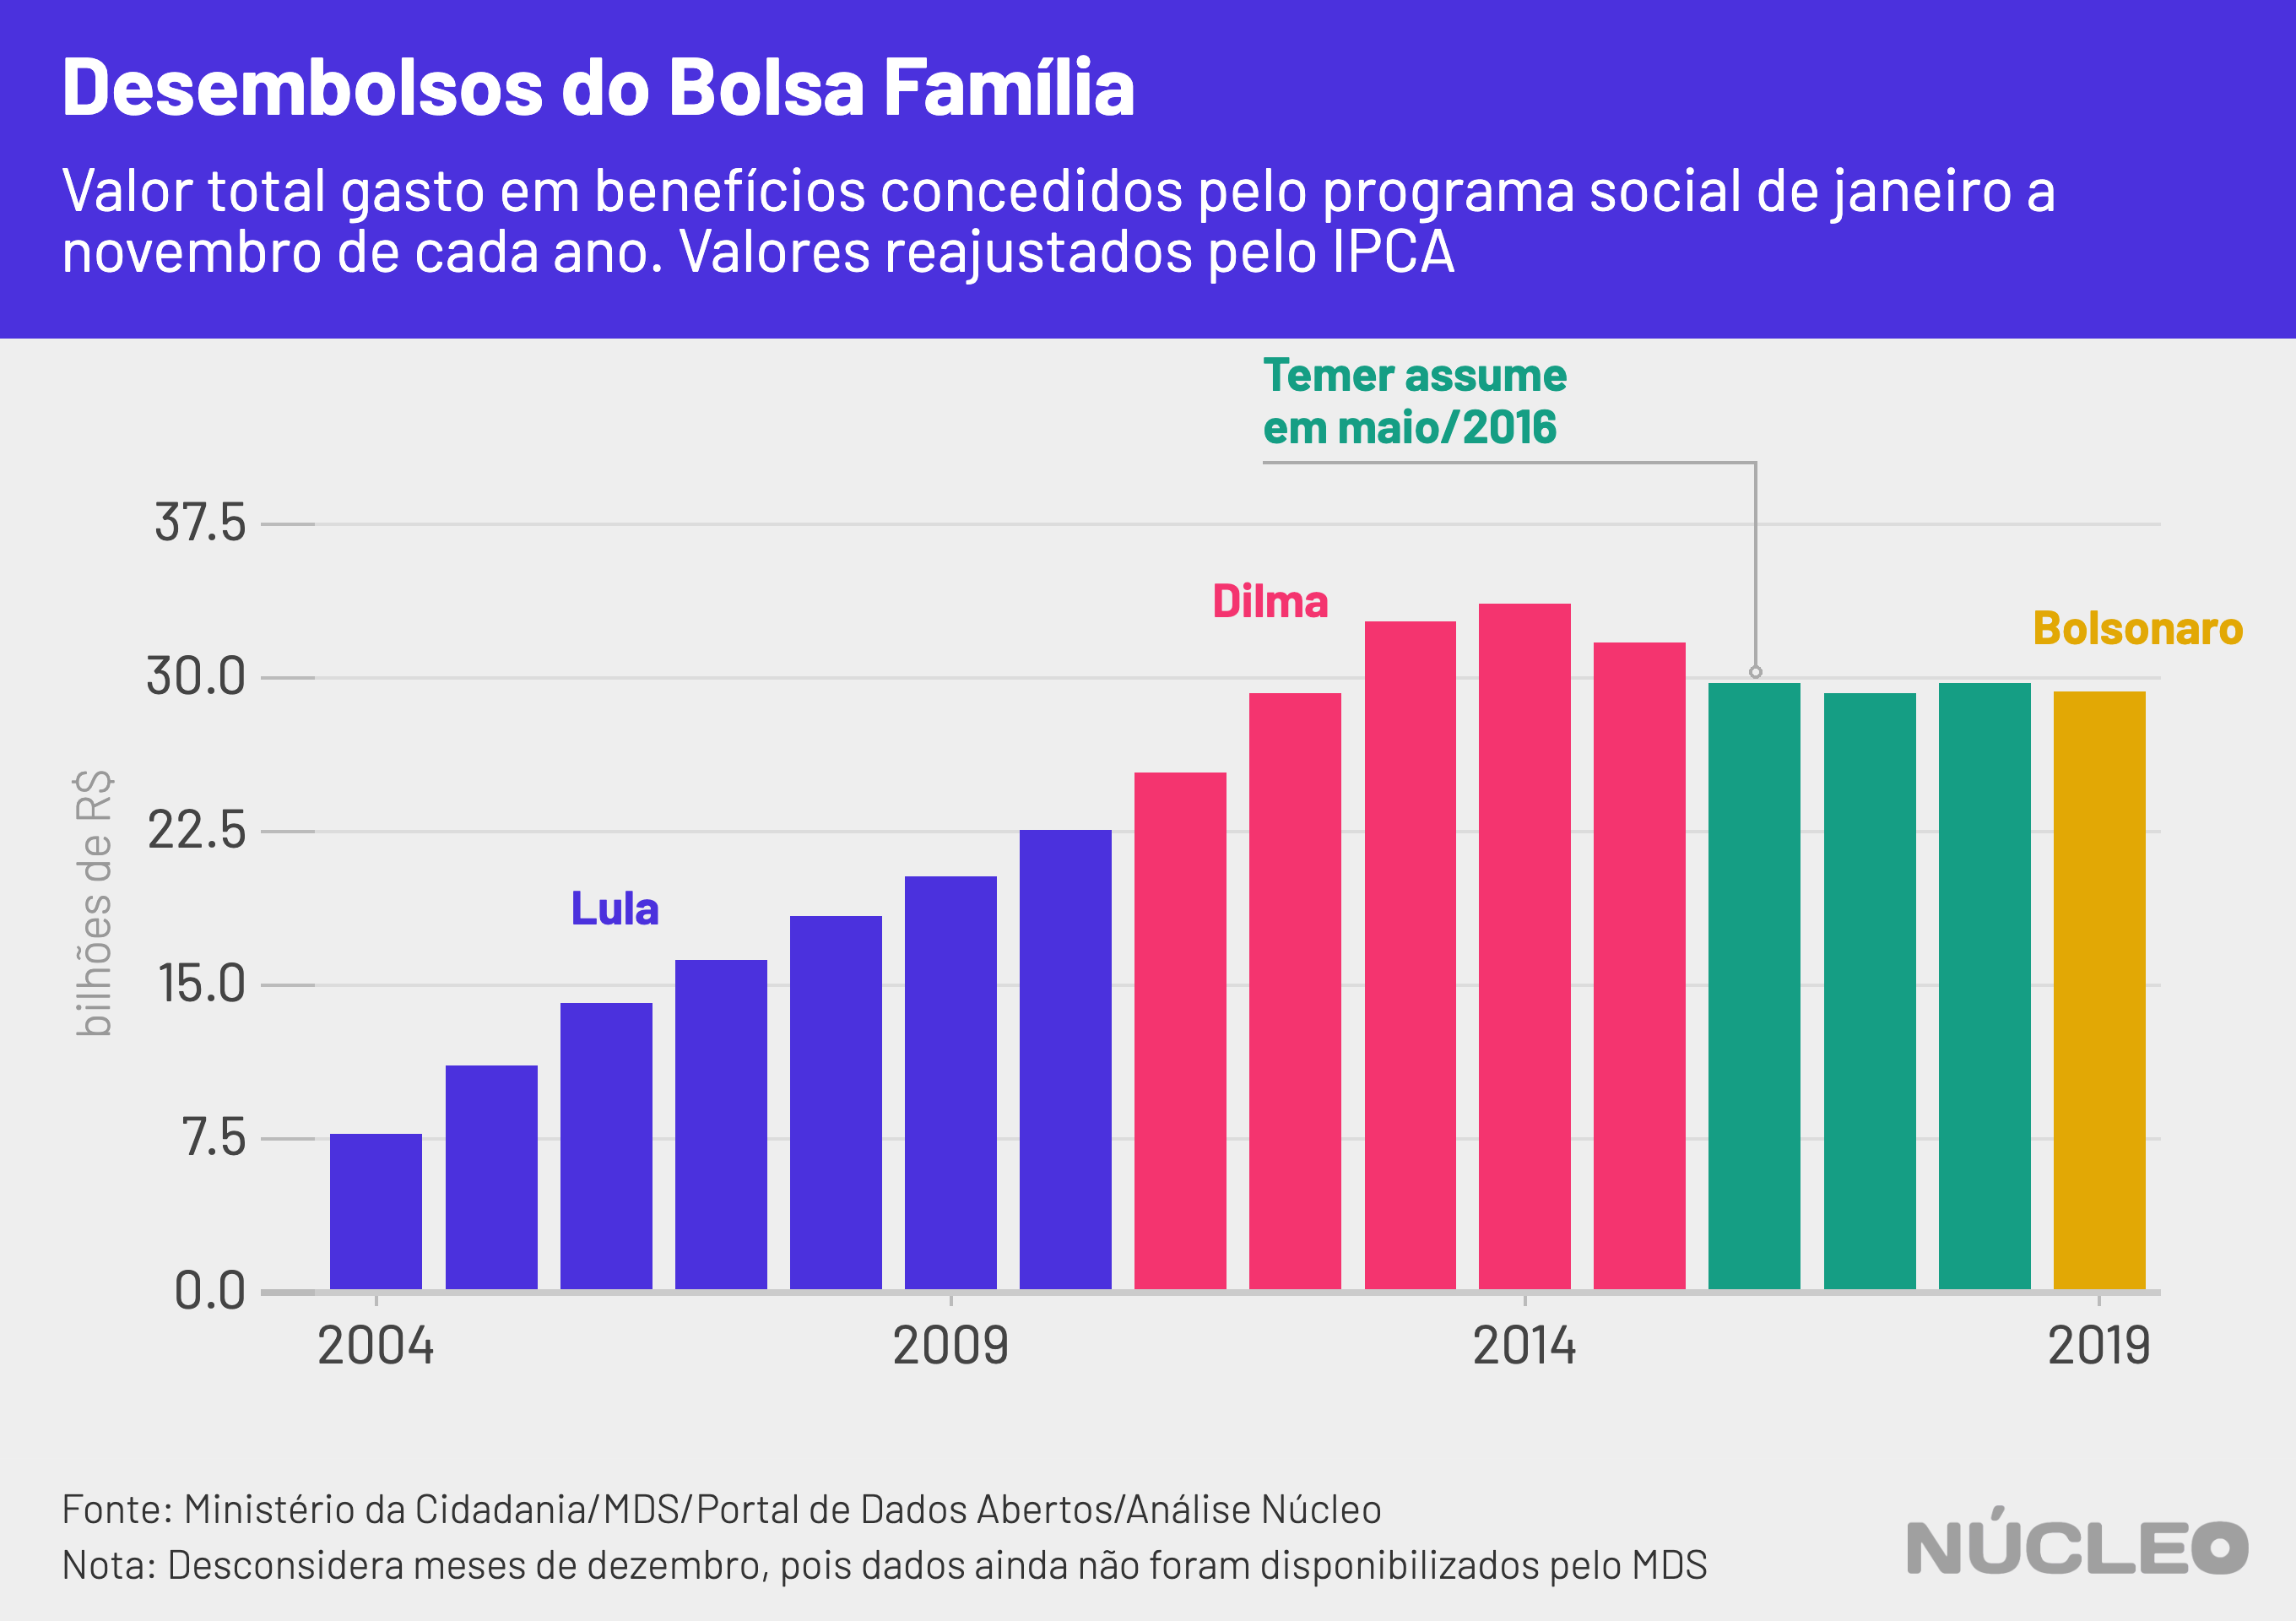 Desembolsos do Bolsa Família
Valor total gasto em benefícios concedidos pelo programa social de janeiro a
novembro de cada ano. Valores reajustados pelo IPCA
Temer assume
em maio/2016
37.5
Dilma
Bolsonaro
30.0
22.5
Lula
15.0
7.5
0.0
bilhões de R$
2004
2009
2014
2019
Fonte: Ministério da Cidadania/MDS/Portal de Dados Abertos/Análise Núcleo
Nota: Desconsidera meses de dezembro, pois dados ainda não foram disponibilizados pelo MDS
NÚCLEO